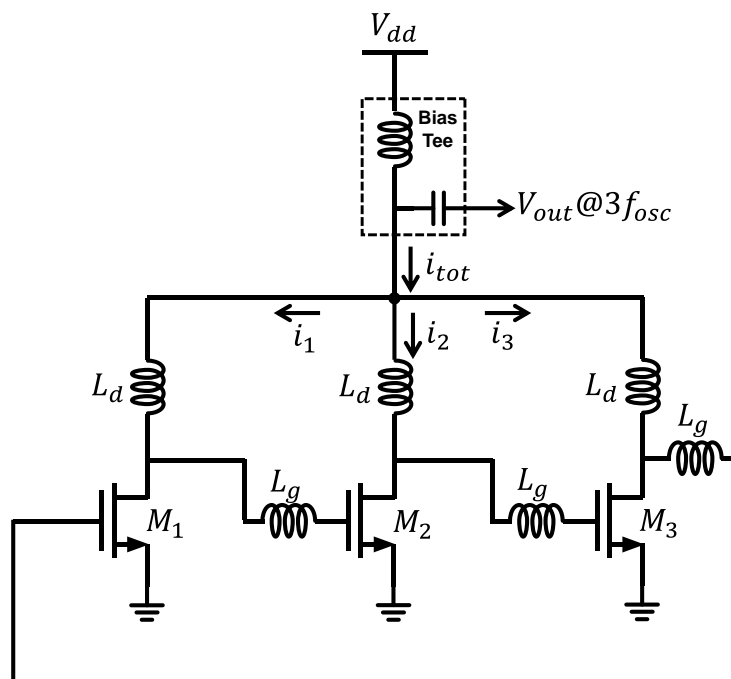 V_dd
Bias
Tee
V_out@3f_osc
i_tot
i_1
i_2
i_3
L_d
L_d
L_d
L_g
L_g
L_g
M_1
M_2
M_3